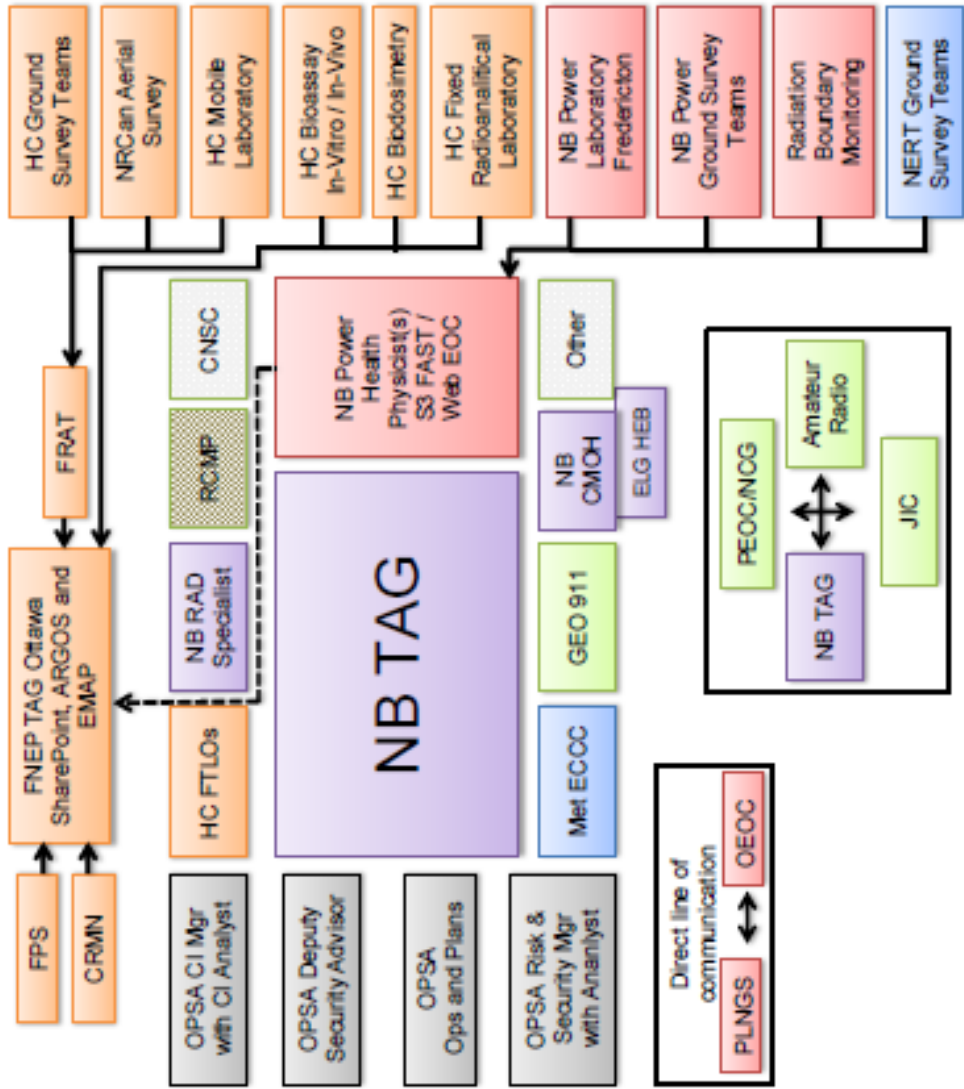 FPS
CRMN
FNEP TAG Ottawa
SharePoint, ARGOS and
EMAP
FRAT
HC Ground
Survey Teams
NRCan Aerial
Survey
HC Mobile
Laboratory
HC Bioassay
In-Vitro / In-Vivo
HC Biodosimetry
HC Fixed
Radioanalitical
Laboratory
NB Power
Laboratory
Fredericton
NB Power
Ground Survey
Teams
Radiation
Boundary
Monitoring
NERT Ground
Survey Teams
OPSA CI Mgr
with CI Analyst
OPSA Deputy
Security Advisor
OPSA
Ops and Plans
OPSA Risk &
Security Mgr
with Ananlyst
HC FTLOs
NB RAD
Specialist
RCMP
CNSC
NB TAG
NB Power
Health
Physicist(s)
S3 FAST /
Web EOC
Met ECCC
GEO 911
NB
CMOH
ELG HEB
Other
Direct line of
communication
PLNGS
OEOC
PEOC/NCG
NB TAG
Amateur
Radio
JIC